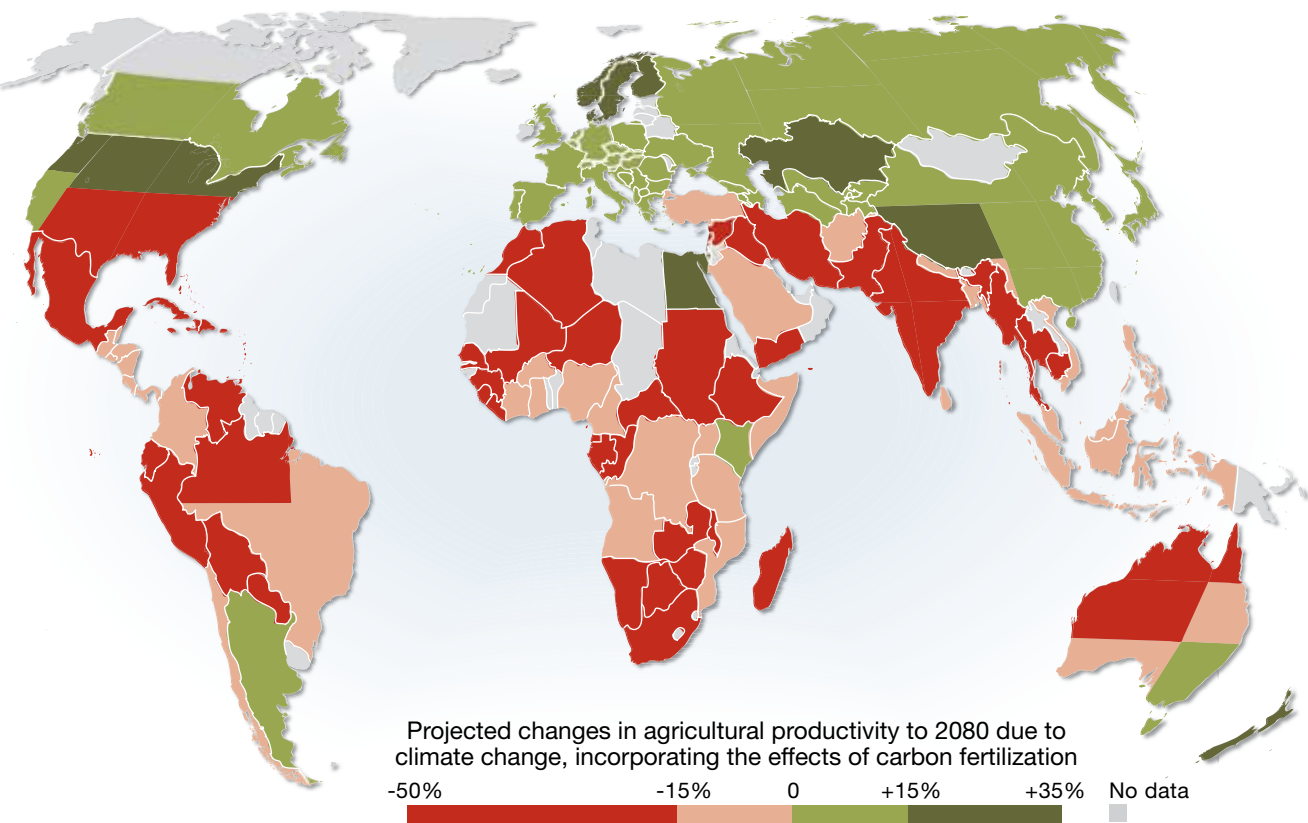 Projected changes in agricultural productivity to 2080 due to
climate change, incorporating the effects of carbon fertilization
-50% -15% 0 +15% +35% No data